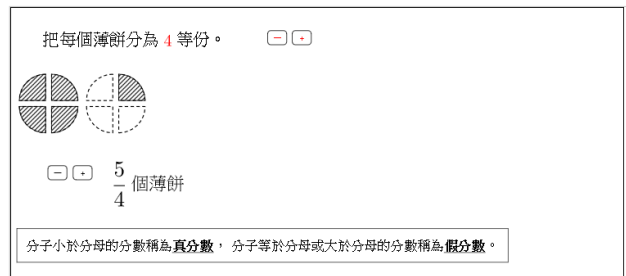 把每個薄餅分為 4 等份。 − +
− + 5/4 個薄餅
分子小於分母的分數稱為真分數， 分子等於分母或大於分母的分數稱為假分數。